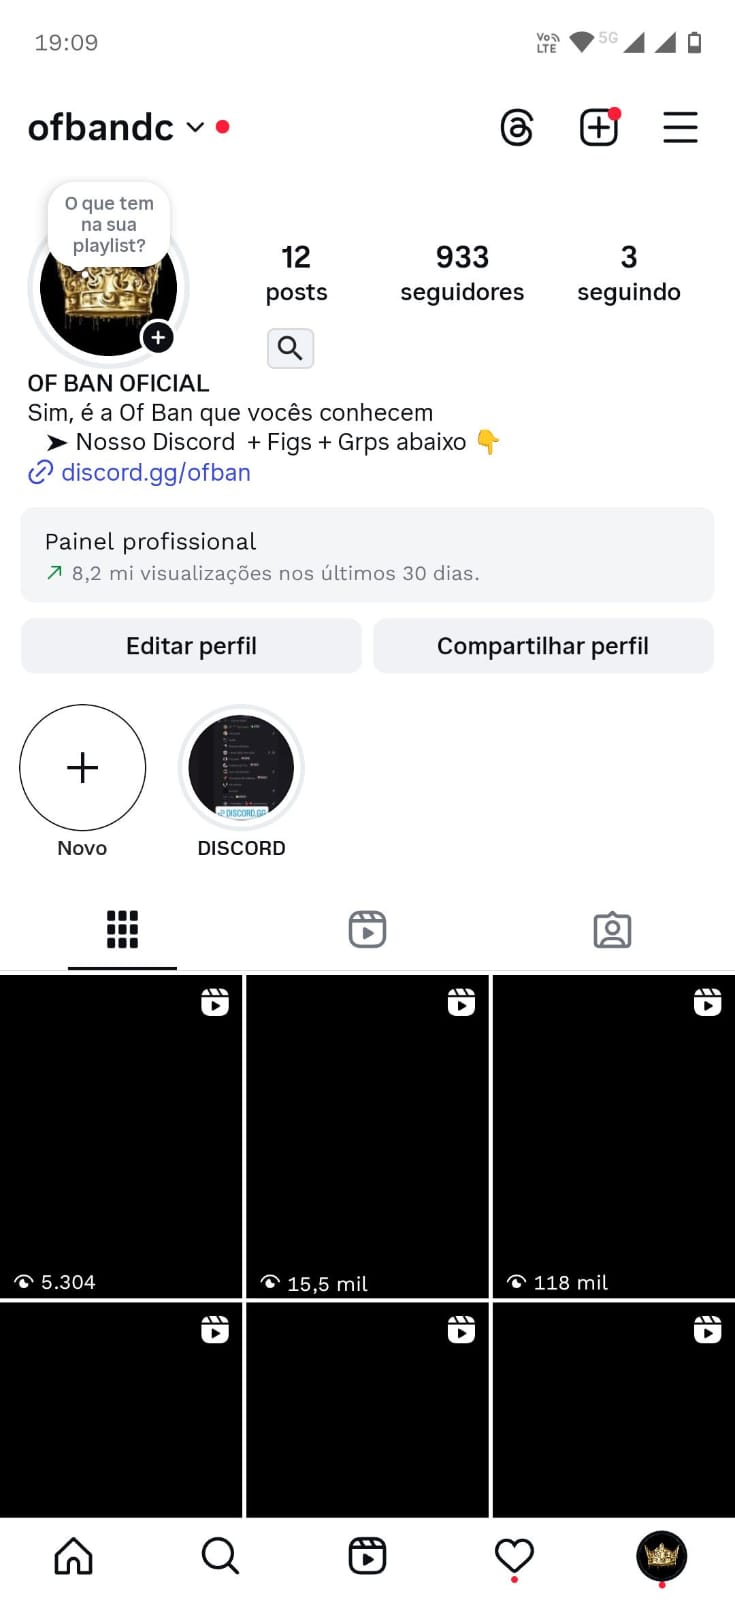 19:09
Vo LTE 5G
ofbandc
O que tem
na sua
playlist?
12
posts
933
seguidores
3
seguindo
OF BAN OFICIAL
Sim, é a Of Ban que vocês conhecem
➤ Nosso Discord + Figs + Grps abaixo 👇
discord.gg/ofban
Painel profissional
8,2 mi visualizações nos últimos 30 dias.
Editar perfil
Compartilhar perfil
DISCORD.GG
Novo
DISCORD
5.304
15,5 mil
118 mil